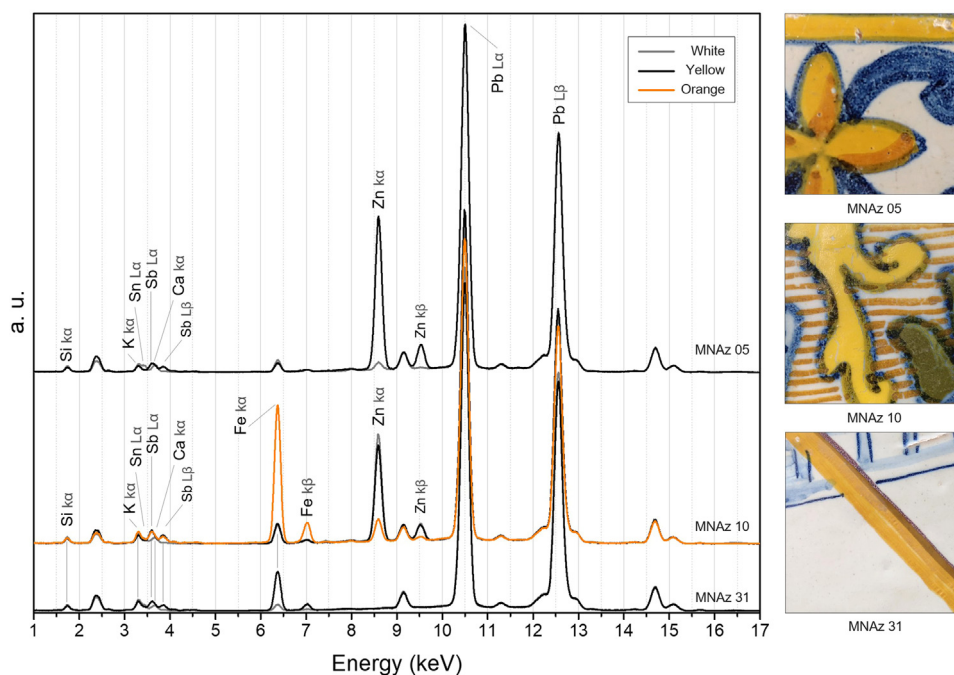 White
Yellow
Orange
Pb Lα
Pb Lβ
Zn kα
Zn kβ
Si kα
K kα
Sn Lα
Sb Lα
Ca kα
Sb Lβ
MNAz 05
Fe kα
Fe kβ
Zn kα
Zn kβ
Si kα
K kα
Sn Lα
Sb Lα
Ca kα
Sb Lβ
MNAz 10
MNAz 31
a. u.
1 2 3 4 5 6 7 8 9 10 11 12 13 14 15 16 17
Energy (keV)
MNAz 05
MNAz 10
MNAz 31